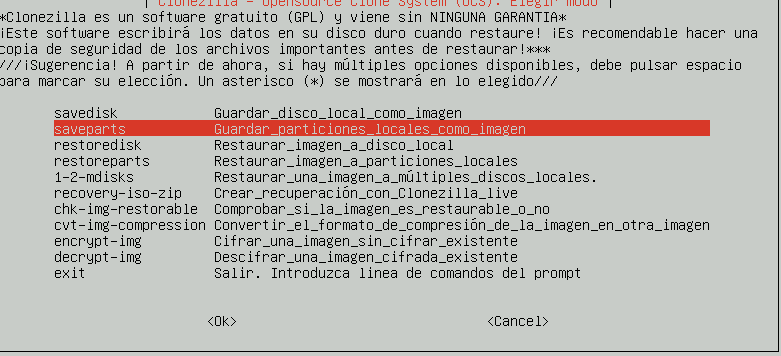 | Clonezilla - Opensource Clone System (OCS): Elegir modo |
*Clonezilla es un software gratuito (GPL) y viene sin NINGUNA GARANTIA*
¡Este software escribirá los datos en su disco duro cuando restaure! ¡Es recomendable hacer una
copia de seguridad de los archivos importantes antes de restaurar!***
///¡Sugerencia! A partir de ahora, si hay múltiples opciones disponibles, debe pulsar espacio
para marcar su elección. Un asterisco (*) se mostrará en lo elegido///
savedisk Guardar_disco_local_como_imagen
saveparts Guardar_particiones_locales_como_imagen
restoredisk Restaurar_imagen_a_disco_local
restoreparts Restaurar_imagen_a_particiones_locales
1-2-mdisks Restaurar_una_imagen_a_múltiples_discos_locales.
recovery-iso-zip Crear_recuperación_con_Clonezilla_live
chk-img-restorable Comprobar_si_la_imagen_es_restaurable_o_no
cvt-img-compression Convertir_el_formato_de_compresión_de_la_imagen_en_otra_imagen
encrypt-img Cifrar_una_imagen_sin_cifrar_existente
decrypt-img Descifrar_una_imagen_cifrada_existente
exit Salir. Introduzca linea de comandos del prompt
<Ok> <Cancel>